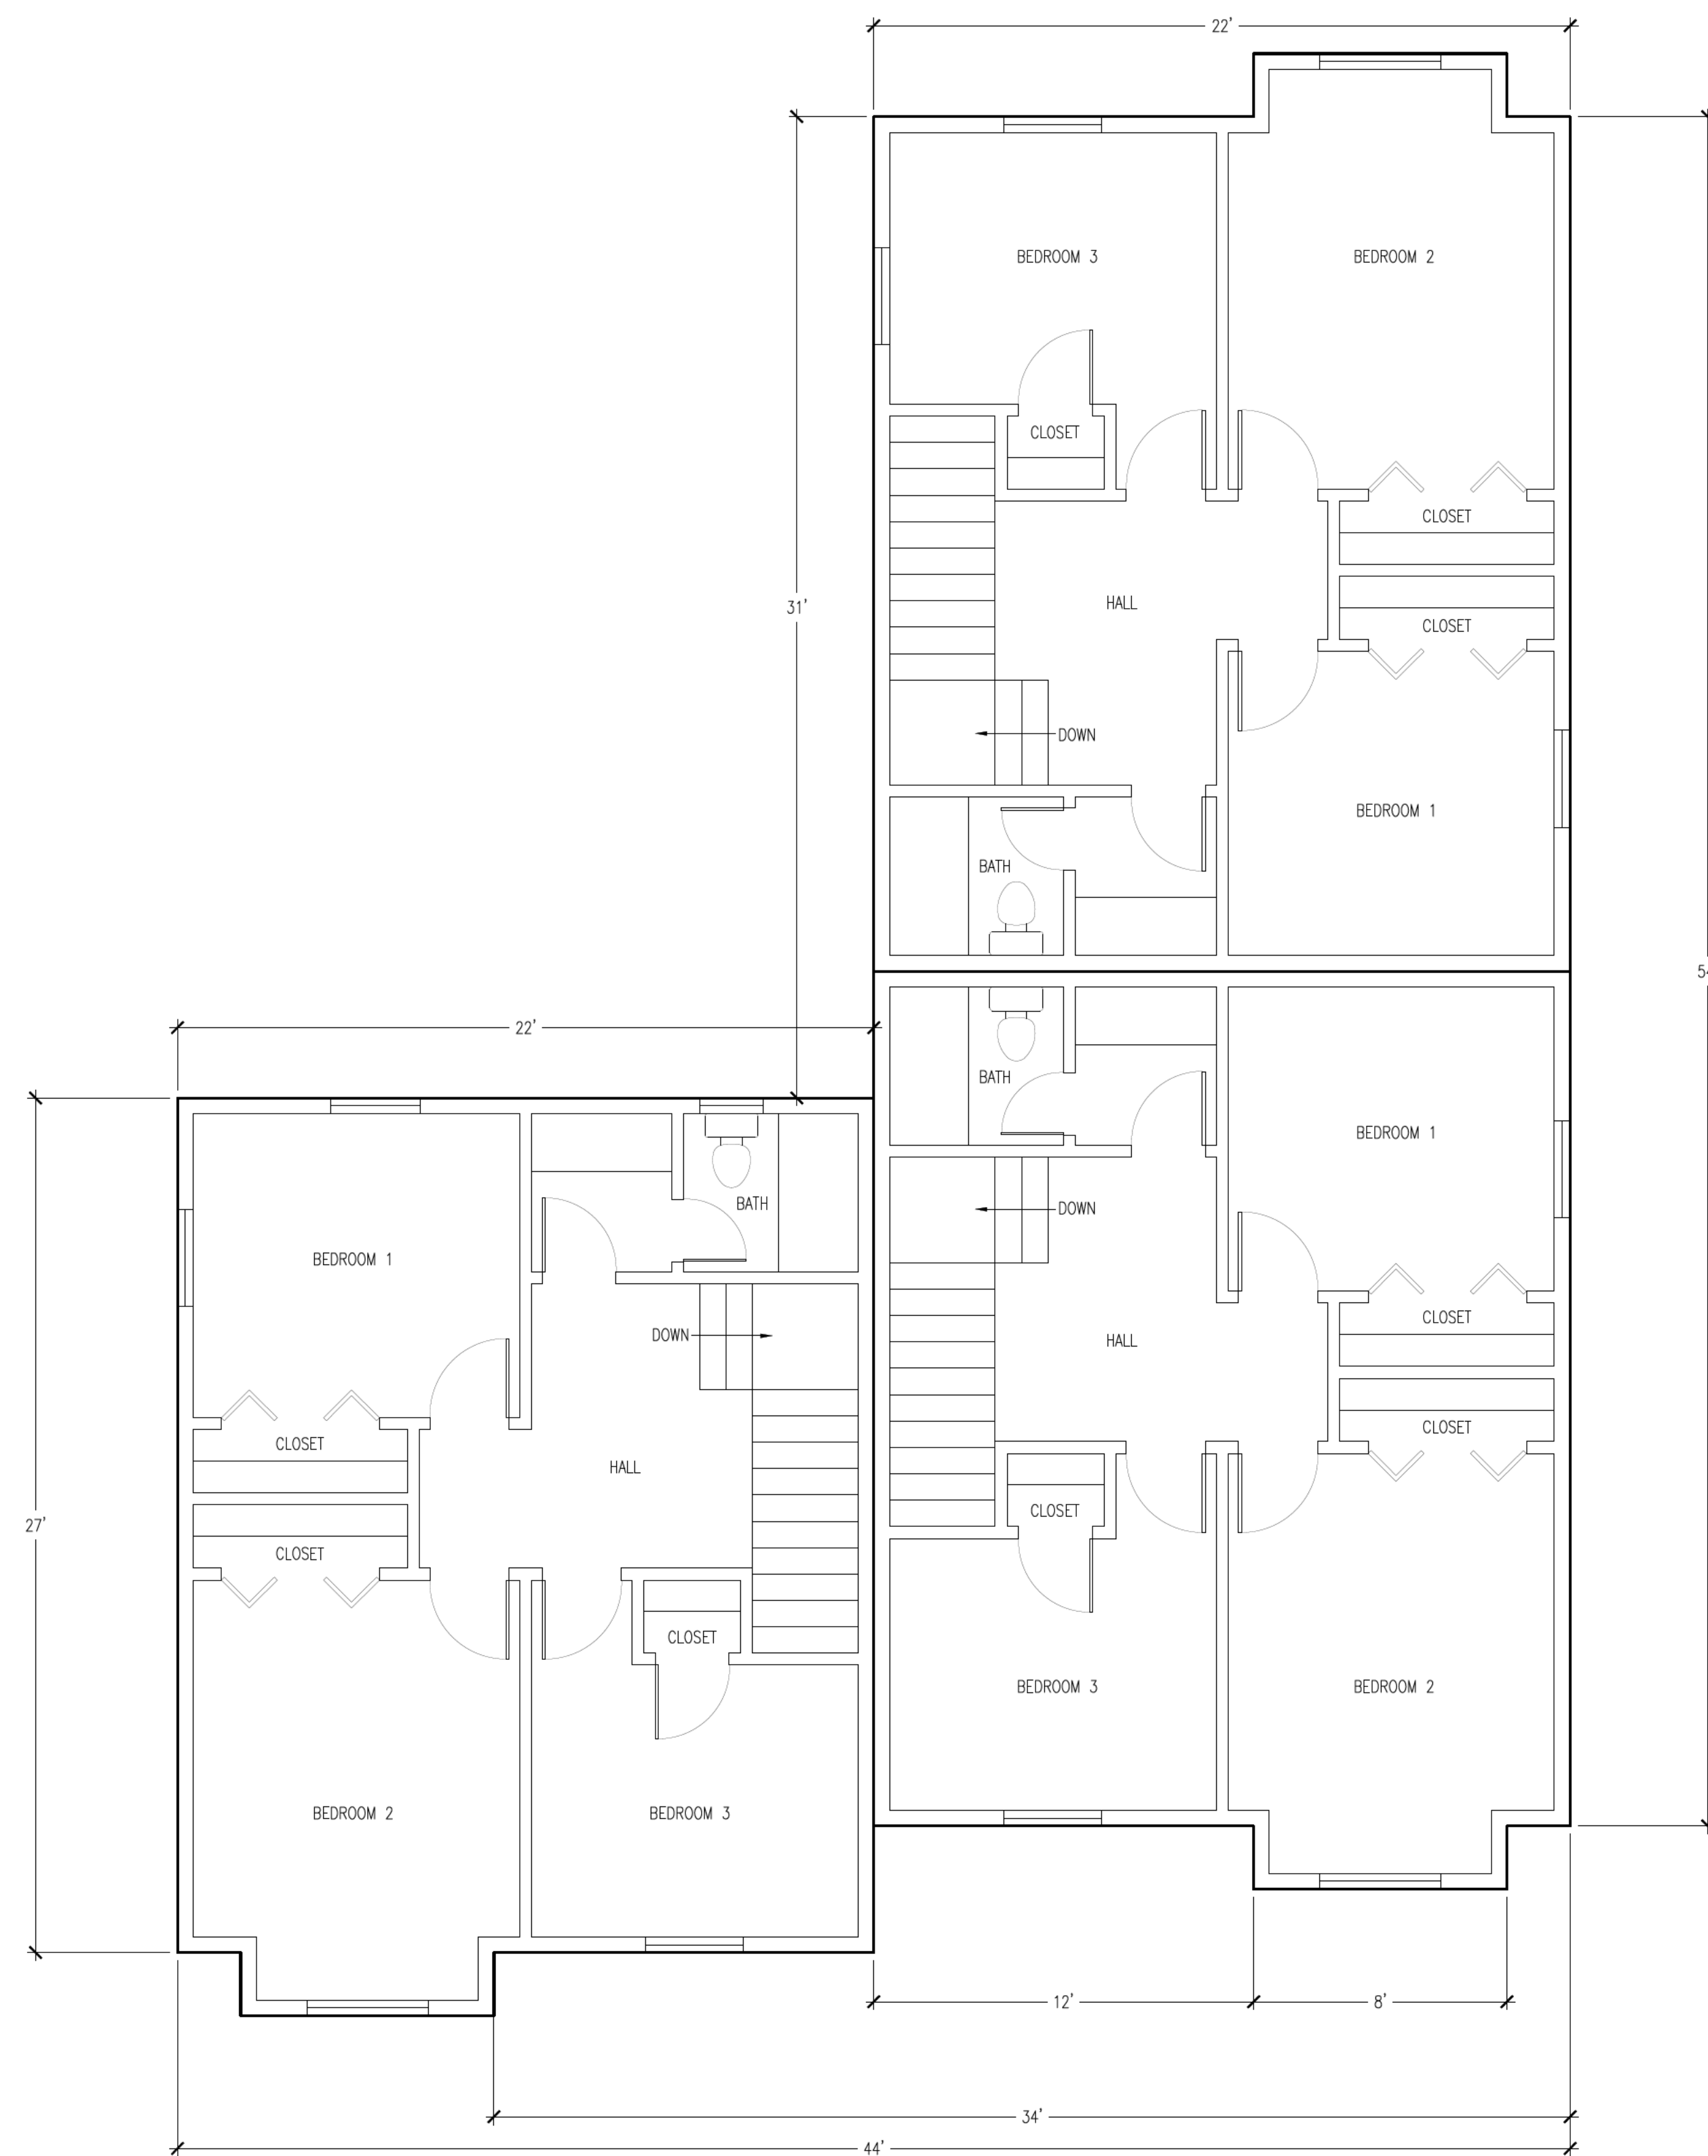 22'
BEDROOM 3
BEDROOM 2
CLOSET
CLOSET
31'
HALL
CLOSET
DOWN
BEDROOM 1
BATH
22'
BATH
BEDROOM 1
DOWN
BATH
BEDROOM 1
CLOSET
DOWN
HALL
CLOSET
CLOSET
HALL
CLOSET
27'
CLOSET
CLOSET
BEDROOM 3
BEDROOM 2
BEDROOM 2
BEDROOM 3
12'
8'
34'
44'